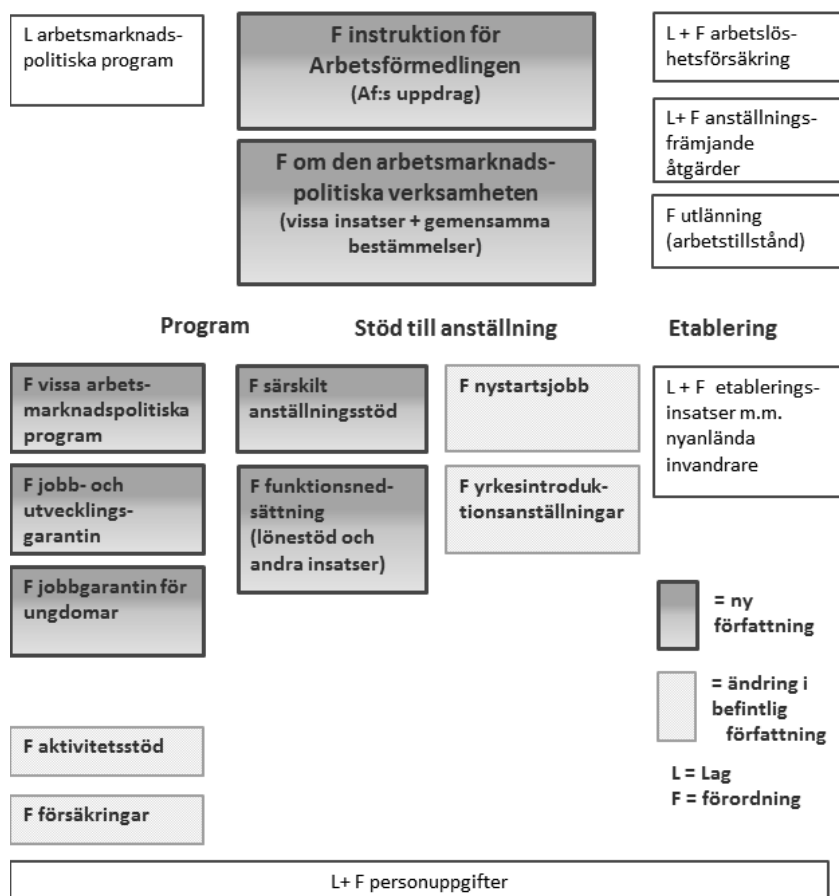 L arbetsmarknads-
politiska program
F instruktion för
Arbetsförmedlingen
(Af:s uppdrag)
L + F arbetslös-
hetsförsäkring
L+ F anställnings-
främjande
åtgärder
F om den arbetsmarknads-
politiska verksamheten
(vissa insatser + gemensamma
bestämmelser)
F utlänning
(arbetstillstånd)
Program
Stöd till anställning
Etablering
F vissa arbets-
marknadspolitiska
program
F jobb- och
utvecklings-
garantin
F jobbgarantin för
ungdomar
F särskilt
anställningsstöd
F funktionsned-
sättning
(lönestöd och
andra insatser)
F nystartsjobb
F yrkesintroduk-
tionsanställningar
L + F etablerings-
insatser m.m.
nyanlända
invandrare
= ny
författning
= ändring i
befintlig
författning
L = Lag
F = förordning
F aktivitetsstöd
F försäkringar
L+ F personuppgifter